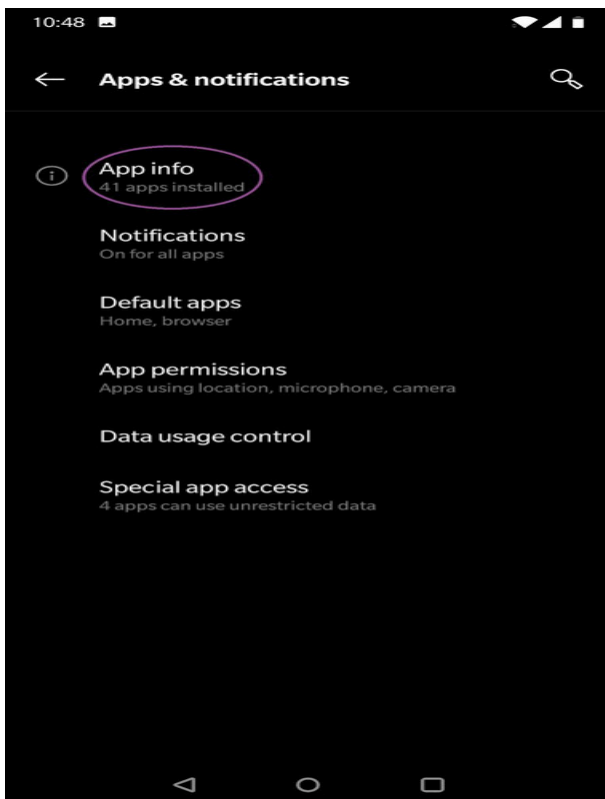 10:48
Apps & notifications
App info
41 apps installed
Notifications
On for all apps
Default apps
Home, browser
App permissions
Apps using location, microphone, camera
Data usage control
Special app access
4 apps can use unrestricted data